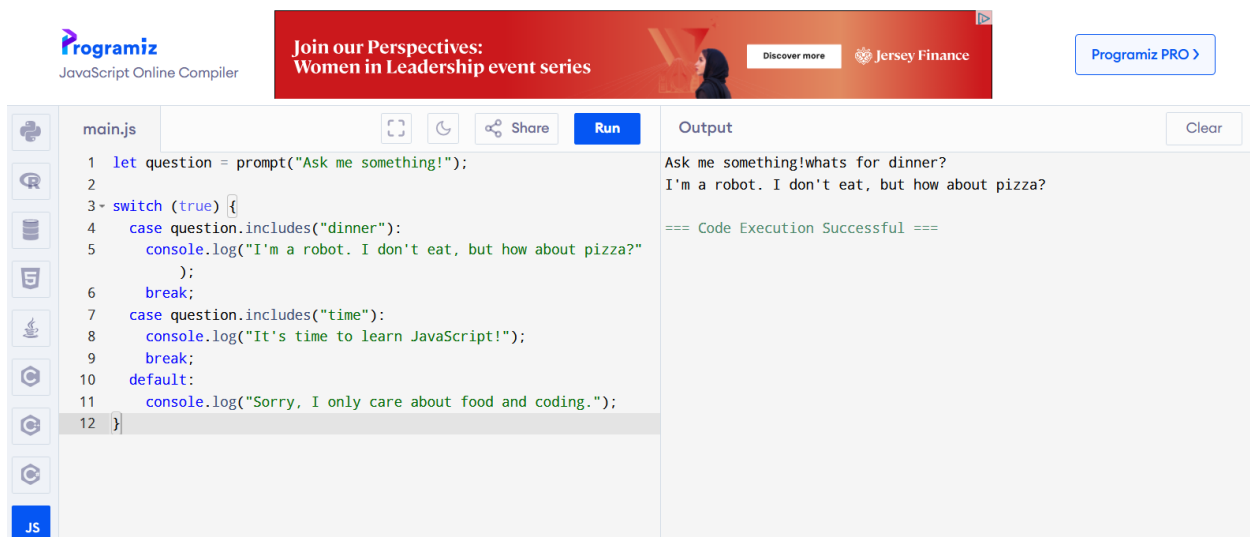 Programiz
JavaScript Online Compiler
Join our Perspectives:
Women in Leadership event series
Discover more
Jersey Finance
Programiz PRO >
main.js
Share
Run
Output
Clear
1 let question = prompt("Ask me something!");
2
3 switch (true) {
4 case question.includes("dinner"):
5 console.log("I'm a robot. I don't eat, but how about pizza?"
);
6 break;
7 case question.includes("time"):
8 console.log("It's time to learn JavaScript!");
9 break;
10 default:
11 console.log("Sorry, I only care about food and coding.");
12 }
Ask me something!whats for dinner?
I'm a robot. I don't eat, but how about pizza?
=== Code Execution Successful ===
JS